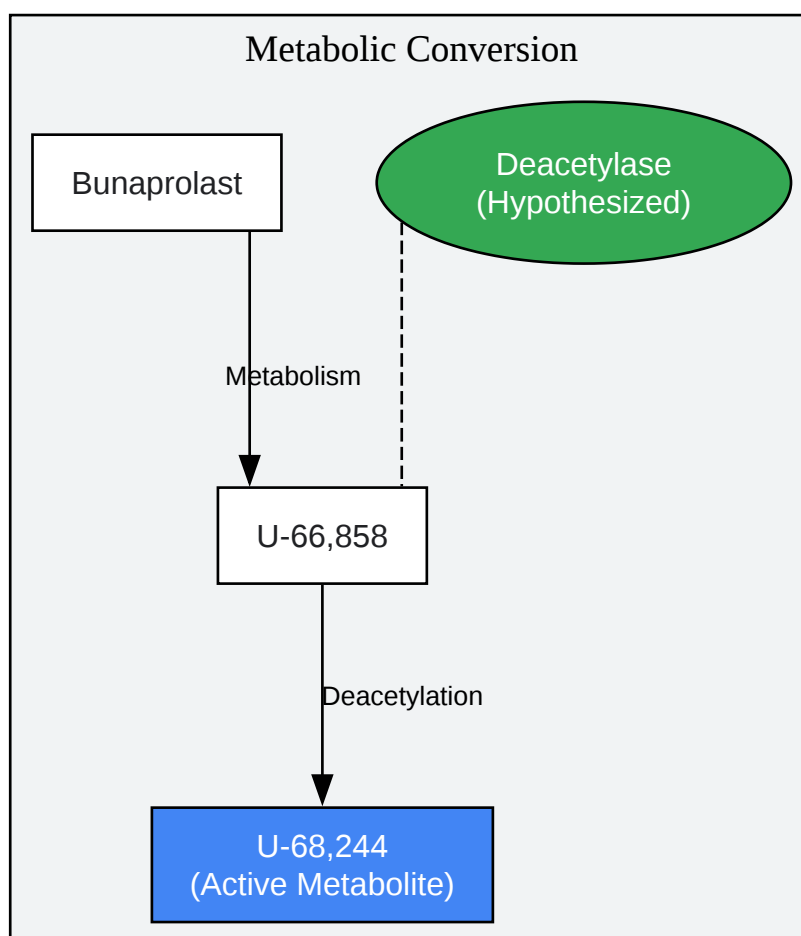 Metabolic Conversion
Bunaprolast
Deacetylase
(Hypothesized)
Metabolism
U-66,858
Deacetylation
U-68,244
(Active Metabolite)